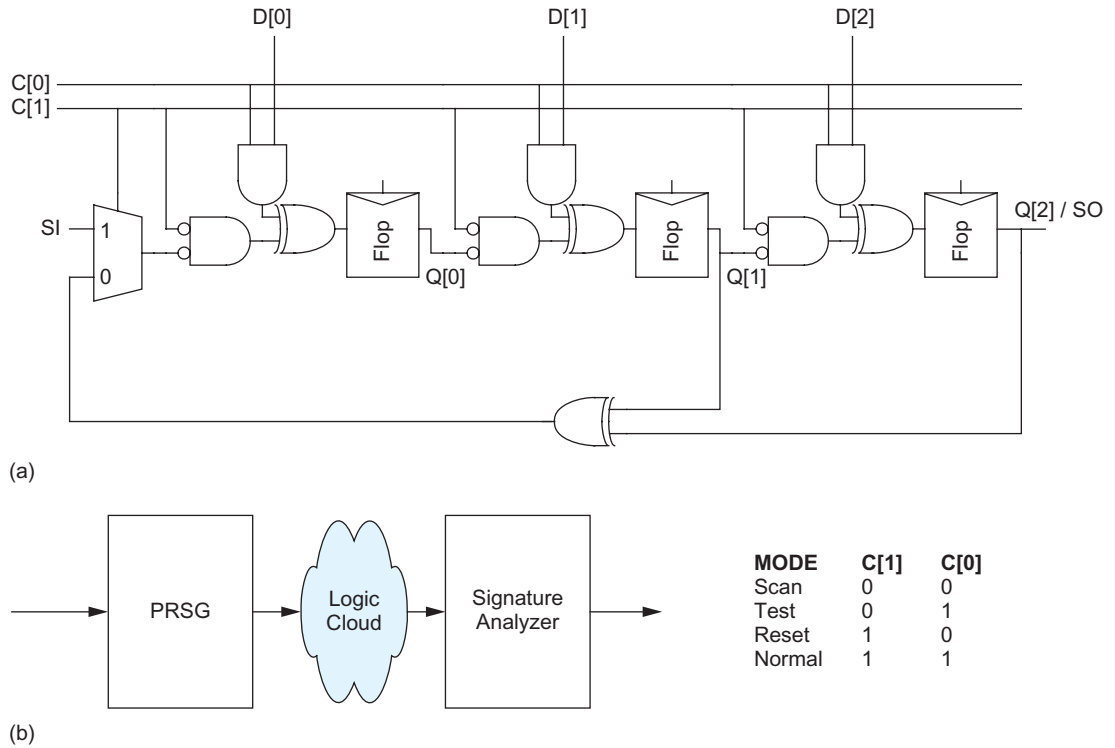 D[0] D[1] D[2]
C[0]
C[1]
SI
1
0
Flop
Q[0]
Flop
Q[1]
Flop
Q[2] / SO
(a)
PRSG
Logic
Cloud
Signature
Analyzer
MODE C[1] C[0]
Scan 0 0
Test 0 1
Reset 1 0
Normal 1 1
(b)